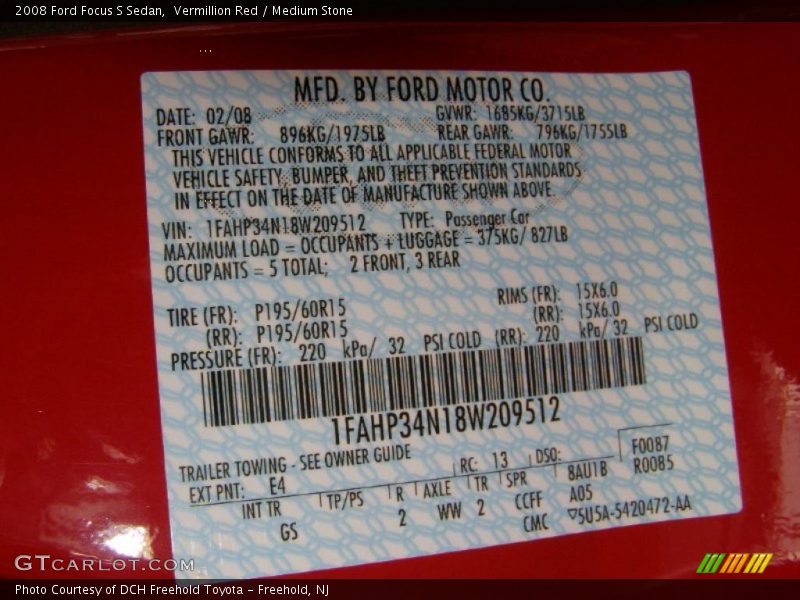 2008 Ford Focus S Sedan,  Vermillion Red / Medium Stone
...
MFD. BY FORD MOTOR CO.
DATE: 02/08 GVWR: 1685KG/3715LB
FRONT GAWR: 896KG/1975LB REAR GAWR: 796KG/1755LB
THIS VEHICLE CONFORMS TO ALL APPLICABLE FEDERAL MOTOR
VEHICLE SAFETY, BUMPER, AND THEFT PREVENTION STANDARDS
IN EFFECT ON THE DATE OF MANUFACTURE SHOWN ABOVE.
VIN: 1FAHP34N18W209512 TYPE: Passenger Car
MAXIMUM LOAD = OCCUPANTS + LUGGAGE = 375KG/ 827LB
OCCUPANTS = 5 TOTAL; 2 FRONT, 3 REAR
TIRE (FR): P195/60R15 RIMS (FR): 15X6.0
(RR): P195/60R15 (RR): 15X6.0
PRESSURE (FR): 220 kPa/ 32 PSI COLD (RR): 220 kPa/ 32 PSI COLD
1FAHP34N18W209512
TRAILER TOWING - SEE OWNER GUIDE
EXT PNT: E4 RC: 13 DSO: F0087
R0085
INT TR TP/PS R AXLE TR SPR 8AU1B
GS 2 WW 2 CCFF A05
CMC ▽5U5A-5420472-AA
GTCARLOT.COM
Photo Courtesy of DCH Freehold Toyota - Freehold, NJ